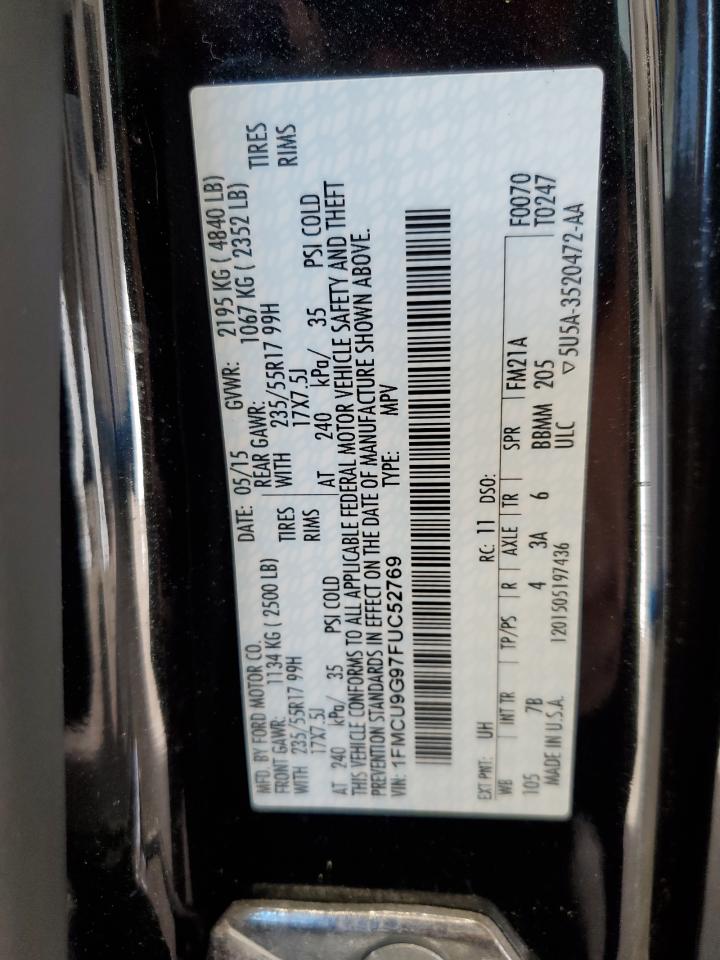 MFD. BY FORD MOTOR CO. DATE: 05/15 GVWR: 2195 KG ( 4840 LB)
FRONT GAWR: 1134 KG ( 2500 LB) REAR GAWR: 1067 KG ( 2352 LB)
WITH 235/55R17 99H TIRES WITH 235/55R17 99H TIRES
17X7.5J RIMS 17X7.5J RIMS
AT 240 kPa/ 35 PSI COLD AT 240 kPa/ 35 PSI COLD
THIS VEHICLE CONFORMS TO ALL APPLICABLE FEDERAL MOTOR VEHICLE SAFETY AND THEFT
PREVENTION STANDARDS IN EFFECT ON THE DATE OF MANUFACTURE SHOWN ABOVE.
VIN: 1FMCU9G97FUC52769 TYPE: MPV
EXT PNT: UH RC: 11 DSO:
WB INT TR TP/PS R AXLE TR SPR FM21A F0070
105 7B 4 3A 6 BBMM 205 T0247
MADE IN U.S.A. 1201505197436 ULC ▽5U5A-3520472-AA